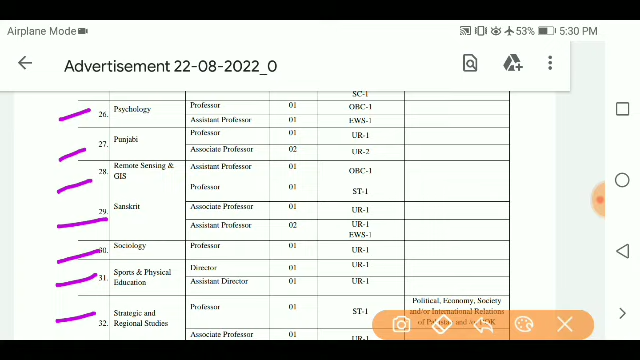 Airplane Mode 53% 5:30 PM
Advertisement 22-08-2022_0
SC-1
26. Psychology Professor 01 OBC-1
Assistant Professor 01 EWS-1
27. Punjabi Professor 01 UR-1
Associate Professor 02 UR-2
28. Remote Sensing & GIS Assistant Professor 01 OBC-1
29. Sanskrit Professor 01 ST-1
Associate Professor 01 UR-1
Assistant Professor 02 UR-1
EWS-1
30. Sociology Professor 01 UR-1
31. Sports & Physical Education Director 01 UR-1
Assistant Director 01 UR-1
32. Strategic and Regional Studies Professor 01 ST-1 Political, Economy, Society
and/or International Relations
of
Associate Professor 01 UR-1